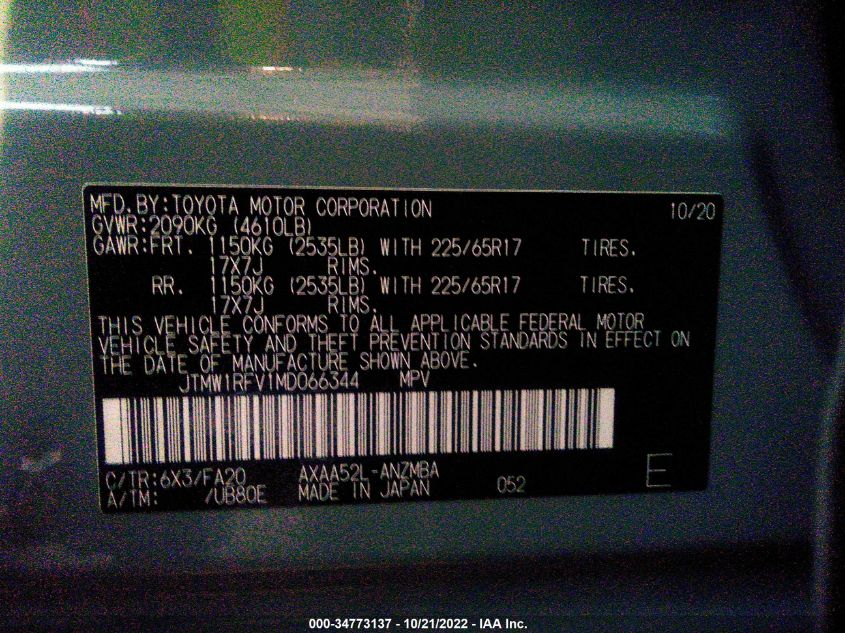 MFD.BY:TOYOTA MOTOR CORPORATION 10/20
GVWR:2090KG (4610LB)
GAWR:FRT. 1150KG (2535LB) WITH 225/65R17 TIRES.
17X7J RIMS.
RR. 1150KG (2535LB) WITH 225/65R17 TIRES.
17X7J RIMS.
THIS VEHICLE CONFORMS TO ALL APPLICABLE FEDERAL MOTOR
VEHICLE SAFETY AND THEFT PREVENTION STANDARDS IN EFFECT ON
THE DATE OF MANUFACTURE SHOWN ABOVE.
JTMW1RFV1MD066344 MPV
C/TR:6X3/FA20 AXAA52L-ANZMBA
A/TM: /UB80E MADE IN JAPAN 052 E
000-34773137 - 10/21/2022 - IAA Inc.